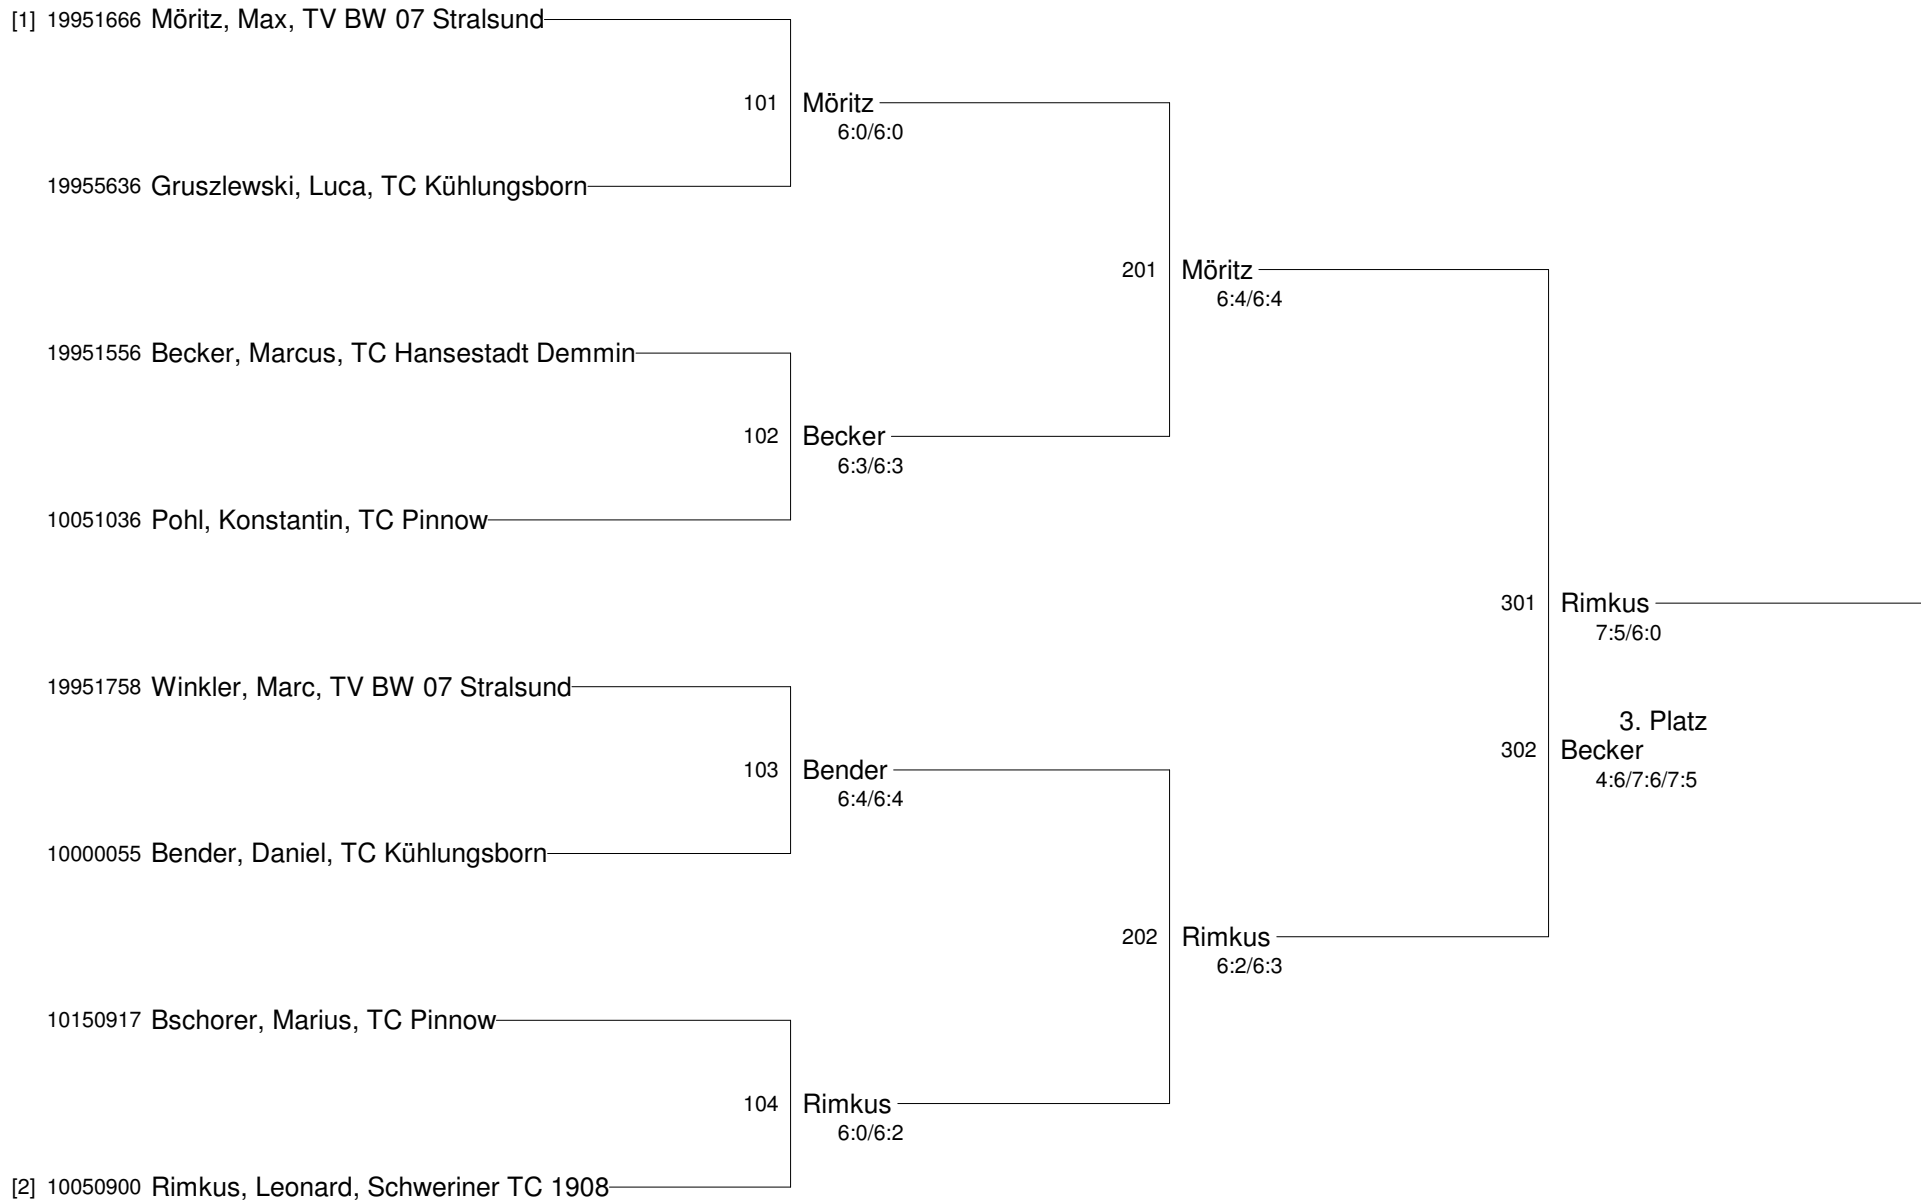 [1] 19951666 Möritz, Max, TV BW 07 Stralsund
101 Möritz
6:0/6:0
19955636 Gruszlewski, Luca, TC Kühlungsborn
201 Möritz
6:4/6:4
19951556 Becker, Marcus, TC Hansestadt Demmin
102 Becker
6:3/6:3
10051036 Pohl, Konstantin, TC Pinnow
301 Rimkus
7:5/6:0
19951758 Winkler, Marc, TV BW 07 Stralsund
3. Platz
302 Becker
4:6/7:6/7:5
103 Bender
6:4/6:4
10000055 Bender, Daniel, TC Kühlungsborn
202 Rimkus
6:2/6:3
10150917 Bschorer, Marius, TC Pinnow
104 Rimkus
6:0/6:2
[2] 10050900 Rimkus, Leonard, Schweriner TC 1908